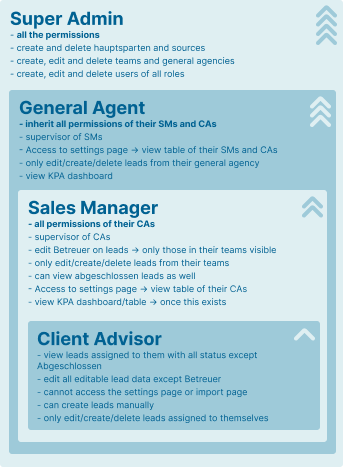 Super Admin
- all the permissions
- create and delete hauptsparten and sources
- create, edit and delete teams and general agencies
- create, edit and delete users of all roles
General Agent
- inherit all permissions of their SMs and CAs
- supervisor of SMs
- Access to settings page → view table of their SMs and CAs
- only edit/create/delete leads from their general agency
- view KPA dashboard
Sales Manager
- all permissions of their CAs
- supervisor of CAs
- edit Betreuer on leads → only those in their teams visible
- only edit/create/delete leads from their teams
- can view abgeschlossen leads as well
- Access to settings page → view table of their CAs
- view KPA dashboard/table → once this exists
Client Advisor
- view leads assigned to them with all status except
Abgeschlossen
- edit all editable lead data except Betreuer
- cannot access the settings page or import page
- can create leads manually
- only edit/create/delete leads assigned to themselves